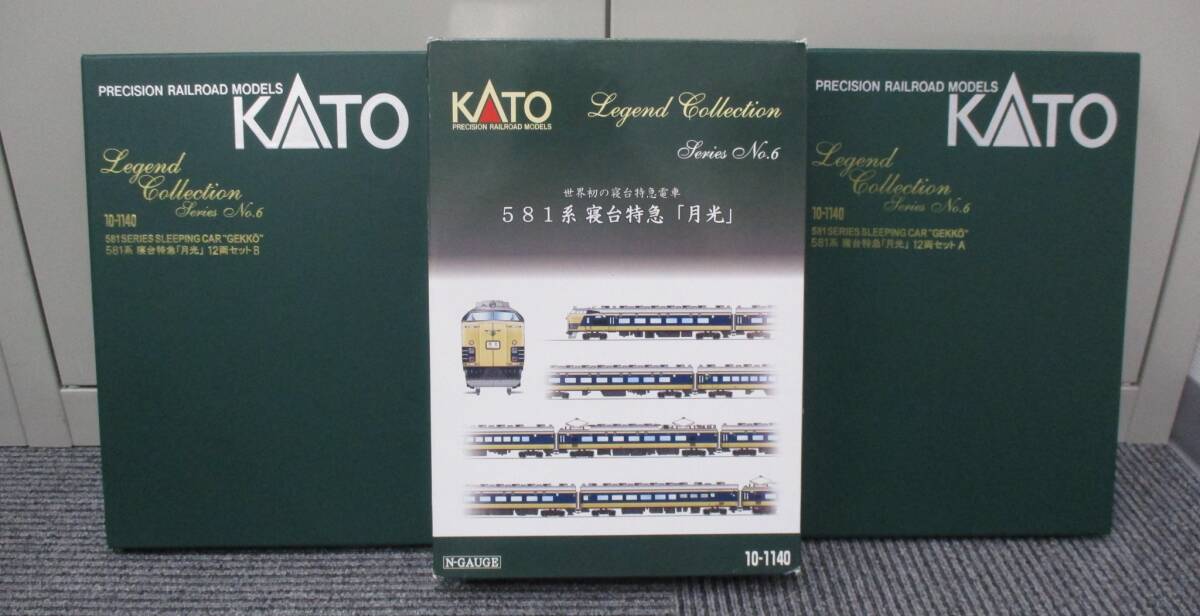 PRECISION RAILROAD MODELS
KATO
Legend
Collection
Series No.6
10-1140
581 SERIES SLEEPING CAR "GEKKŌ"
581系 寝台特急「月光」 12両セット B
KATO
PRECISION RAILROAD MODELS
Legend Collection
Series No.6
世界初の寝台特急電車
581系 寝台特急「月光」
N-GAUGE
10-1140
PRECISION RAILROAD MODELS
KATO
Legend
Collection
Series No.6
10-1140
581 SERIES SLEEPING CAR "GEKKŌ"
581系 寝台特急「月光」 12両セット A